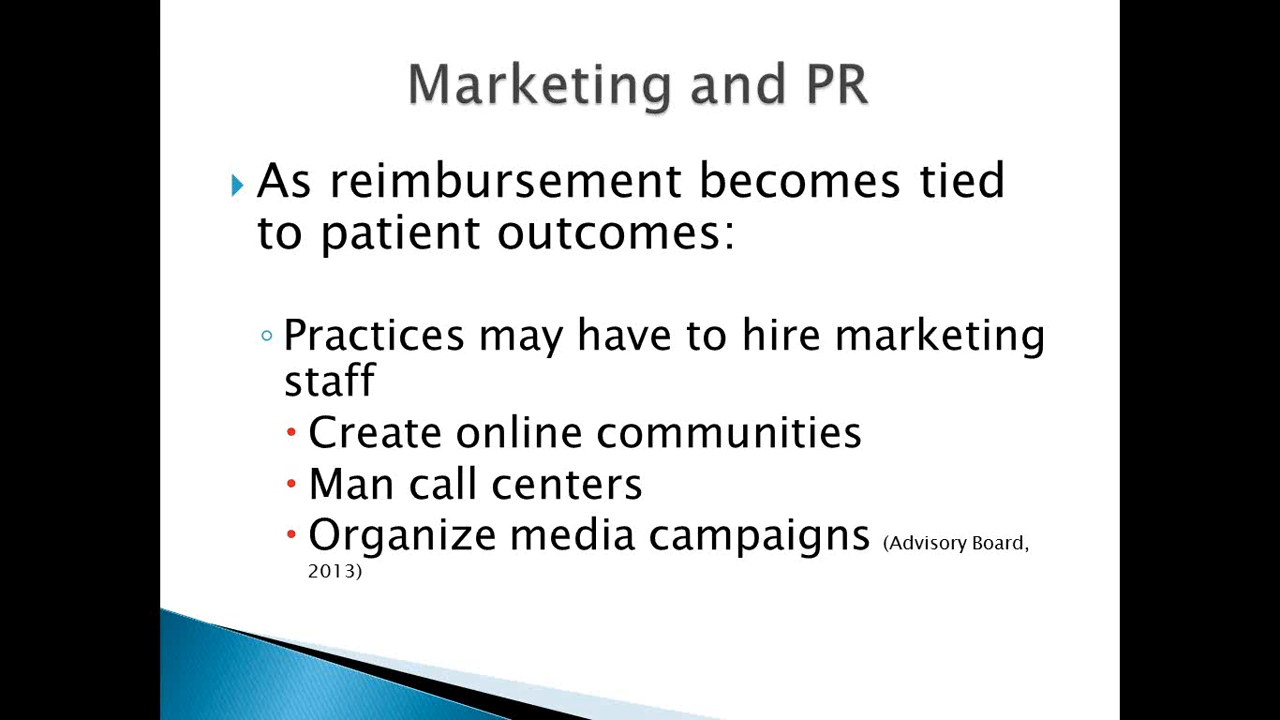 Marketing and PR
As reimbursement becomes tied
to patient outcomes:
Practices may have to hire marketing
staff
Create online communities
Man call centers
Organize media campaigns (Advisory Board,
2013)